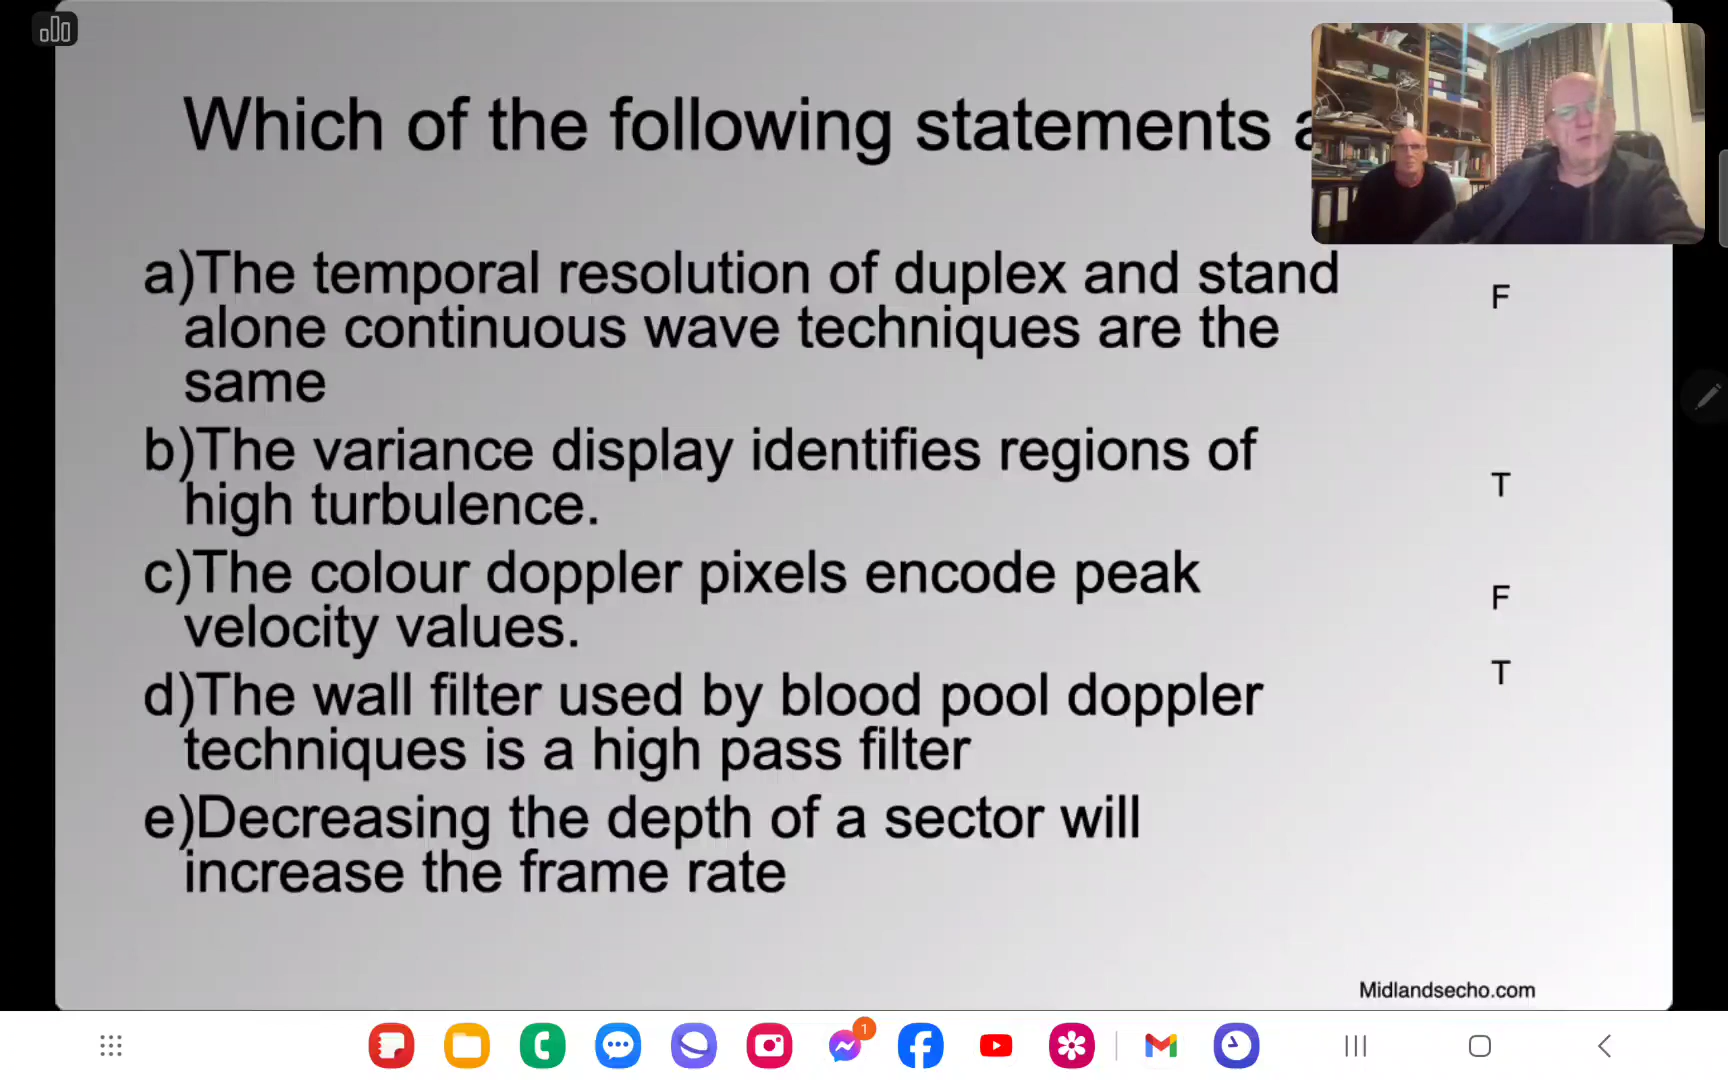 Which of the following statements
a)The temporal resolution of duplex and stand
alone continuous wave techniques are the
same
F
b)The variance display identifies regions of
high turbulence.
T
c)The colour doppler pixels encode peak
velocity values.
F
d)The wall filter used by blood pool doppler
techniques is a high pass filter
T
e)Decreasing the depth of a sector will
increase the frame rate
Midlandsecho.com
1